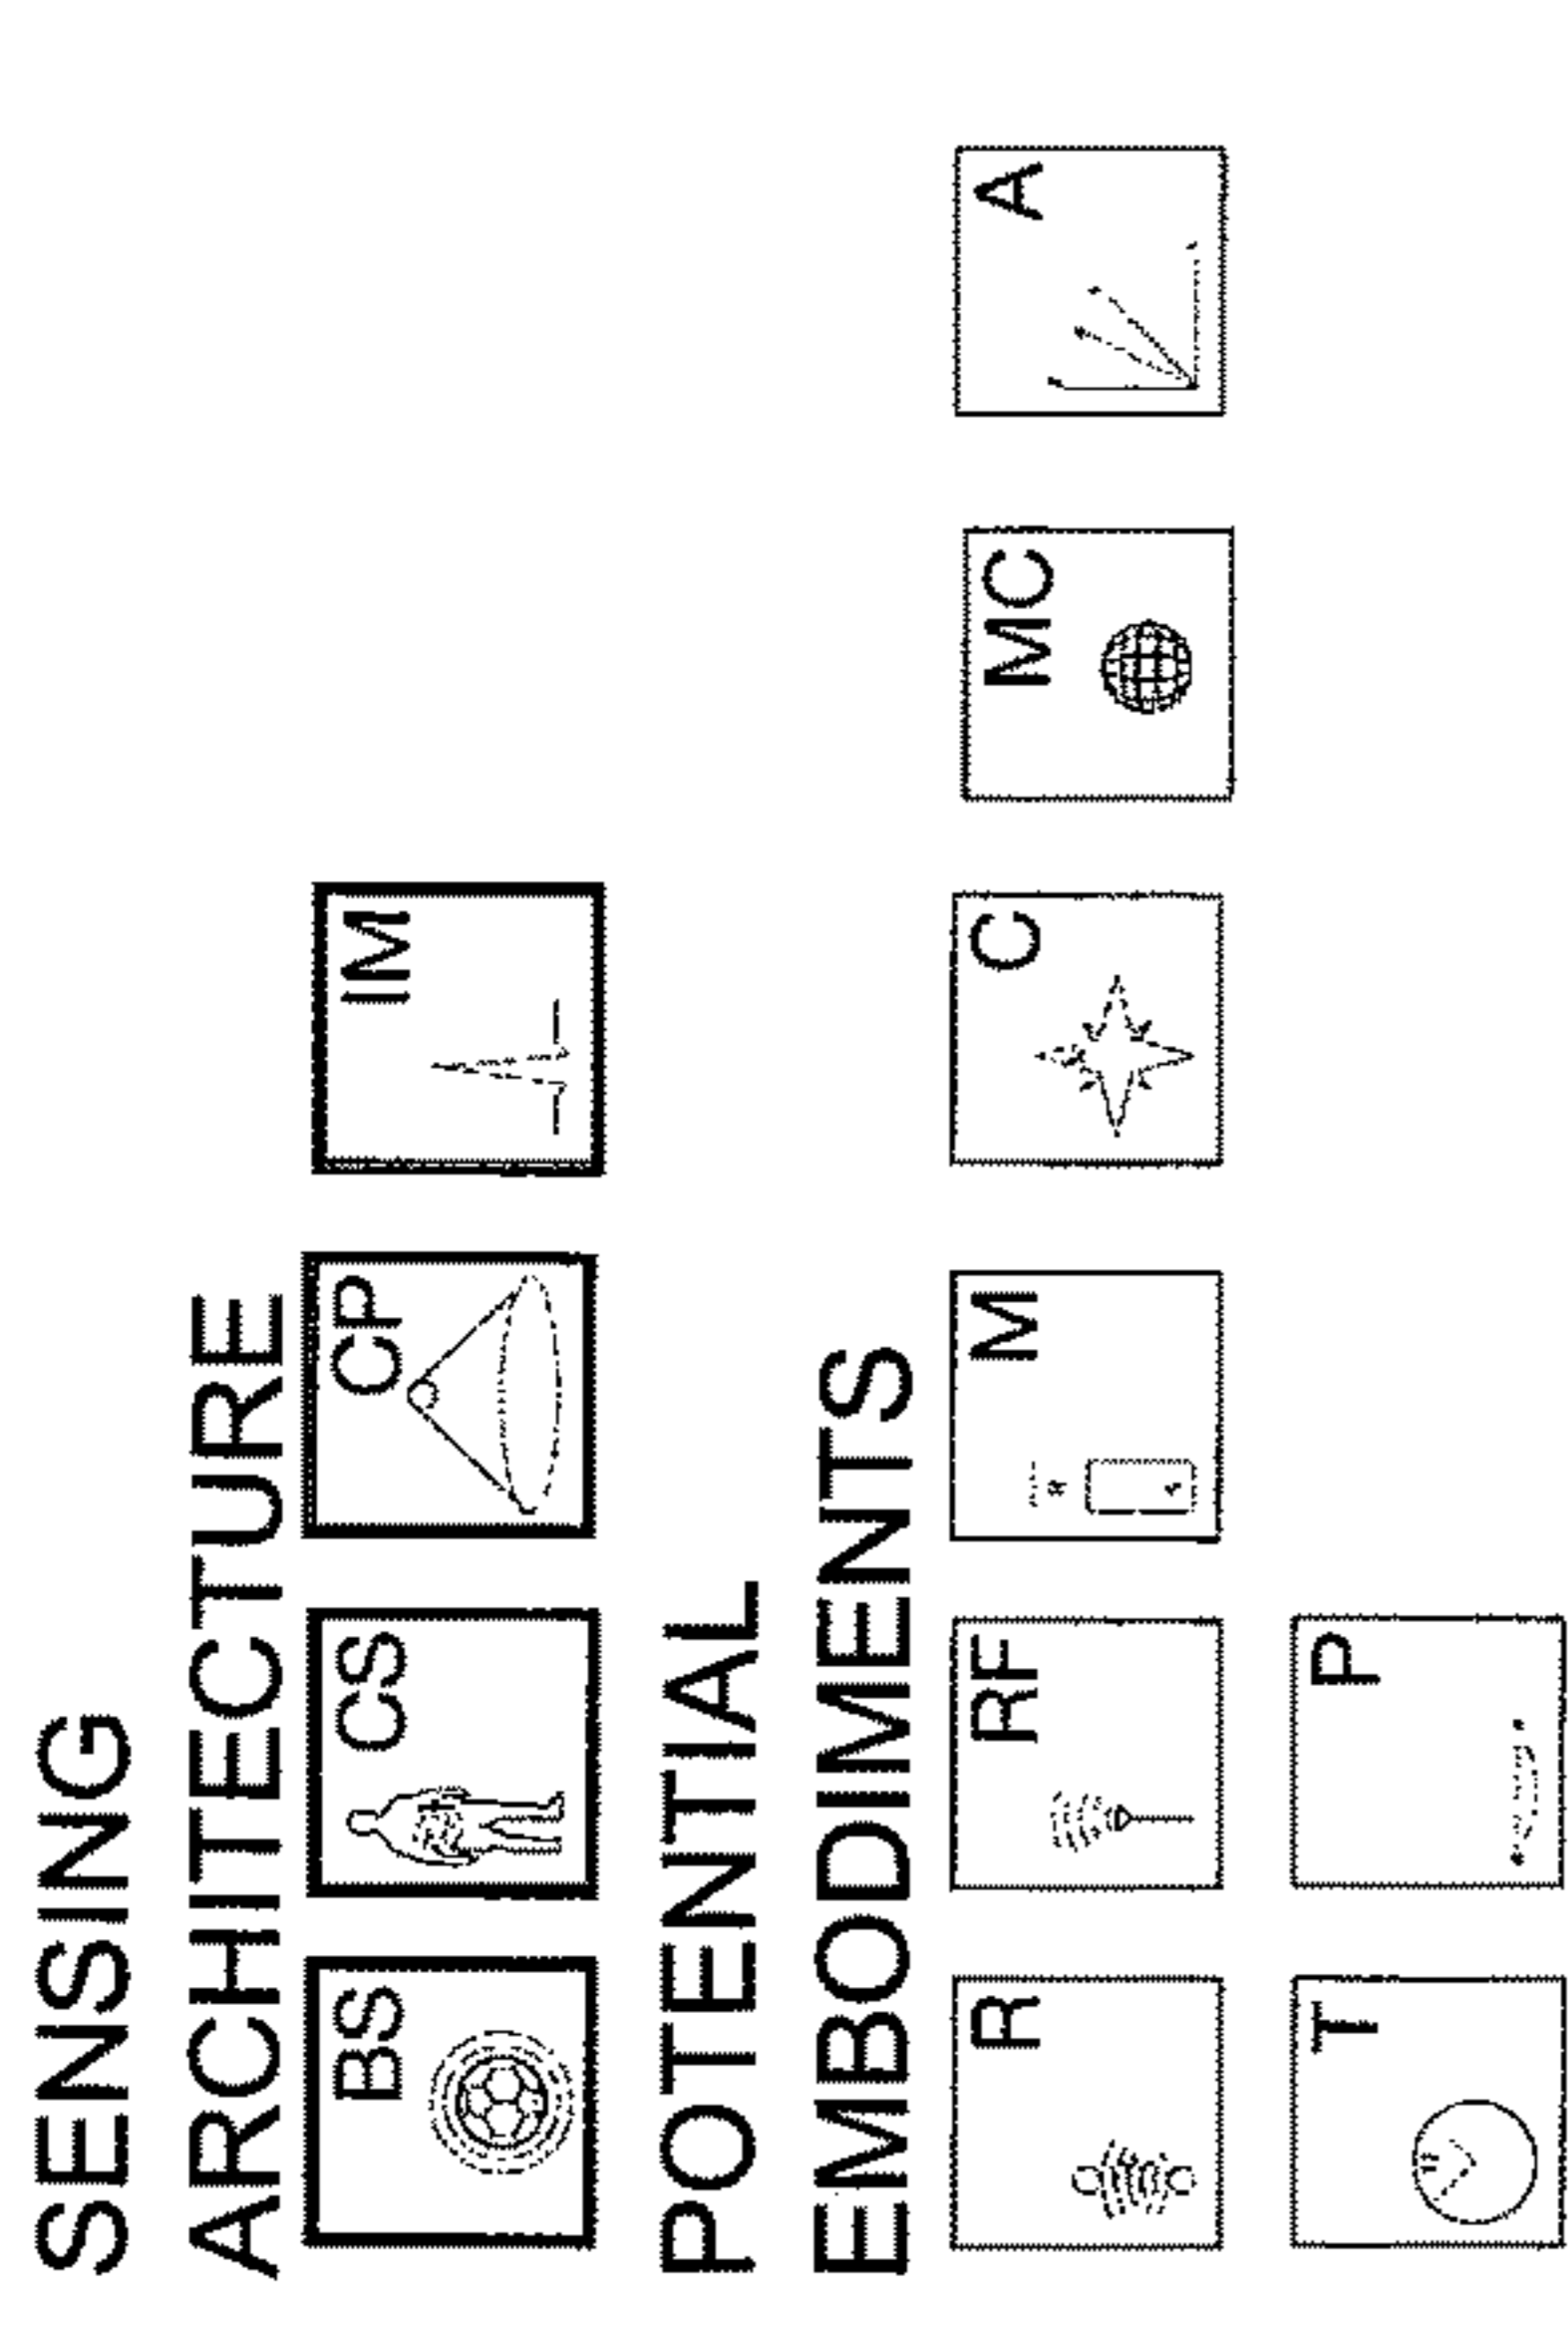 SENSING
ARCHITECTURE
BS CS CP IM
POTENTIAL
EMBODIMENTS
R RF M C MC A
T P